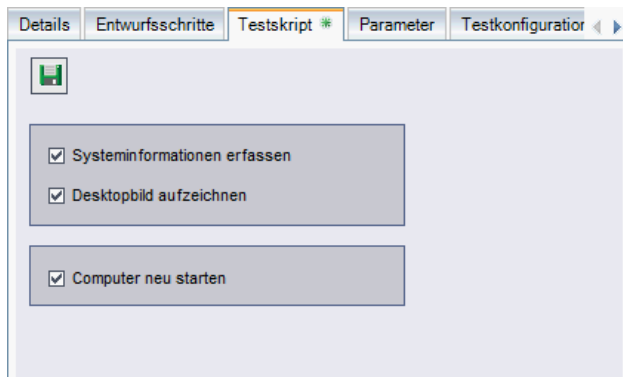 Details Entwurfsschritte Testskript * Parameter Testkonfiguration
Systeminformationen erfassen
Desktopbild aufzeichnen
Computer neu starten